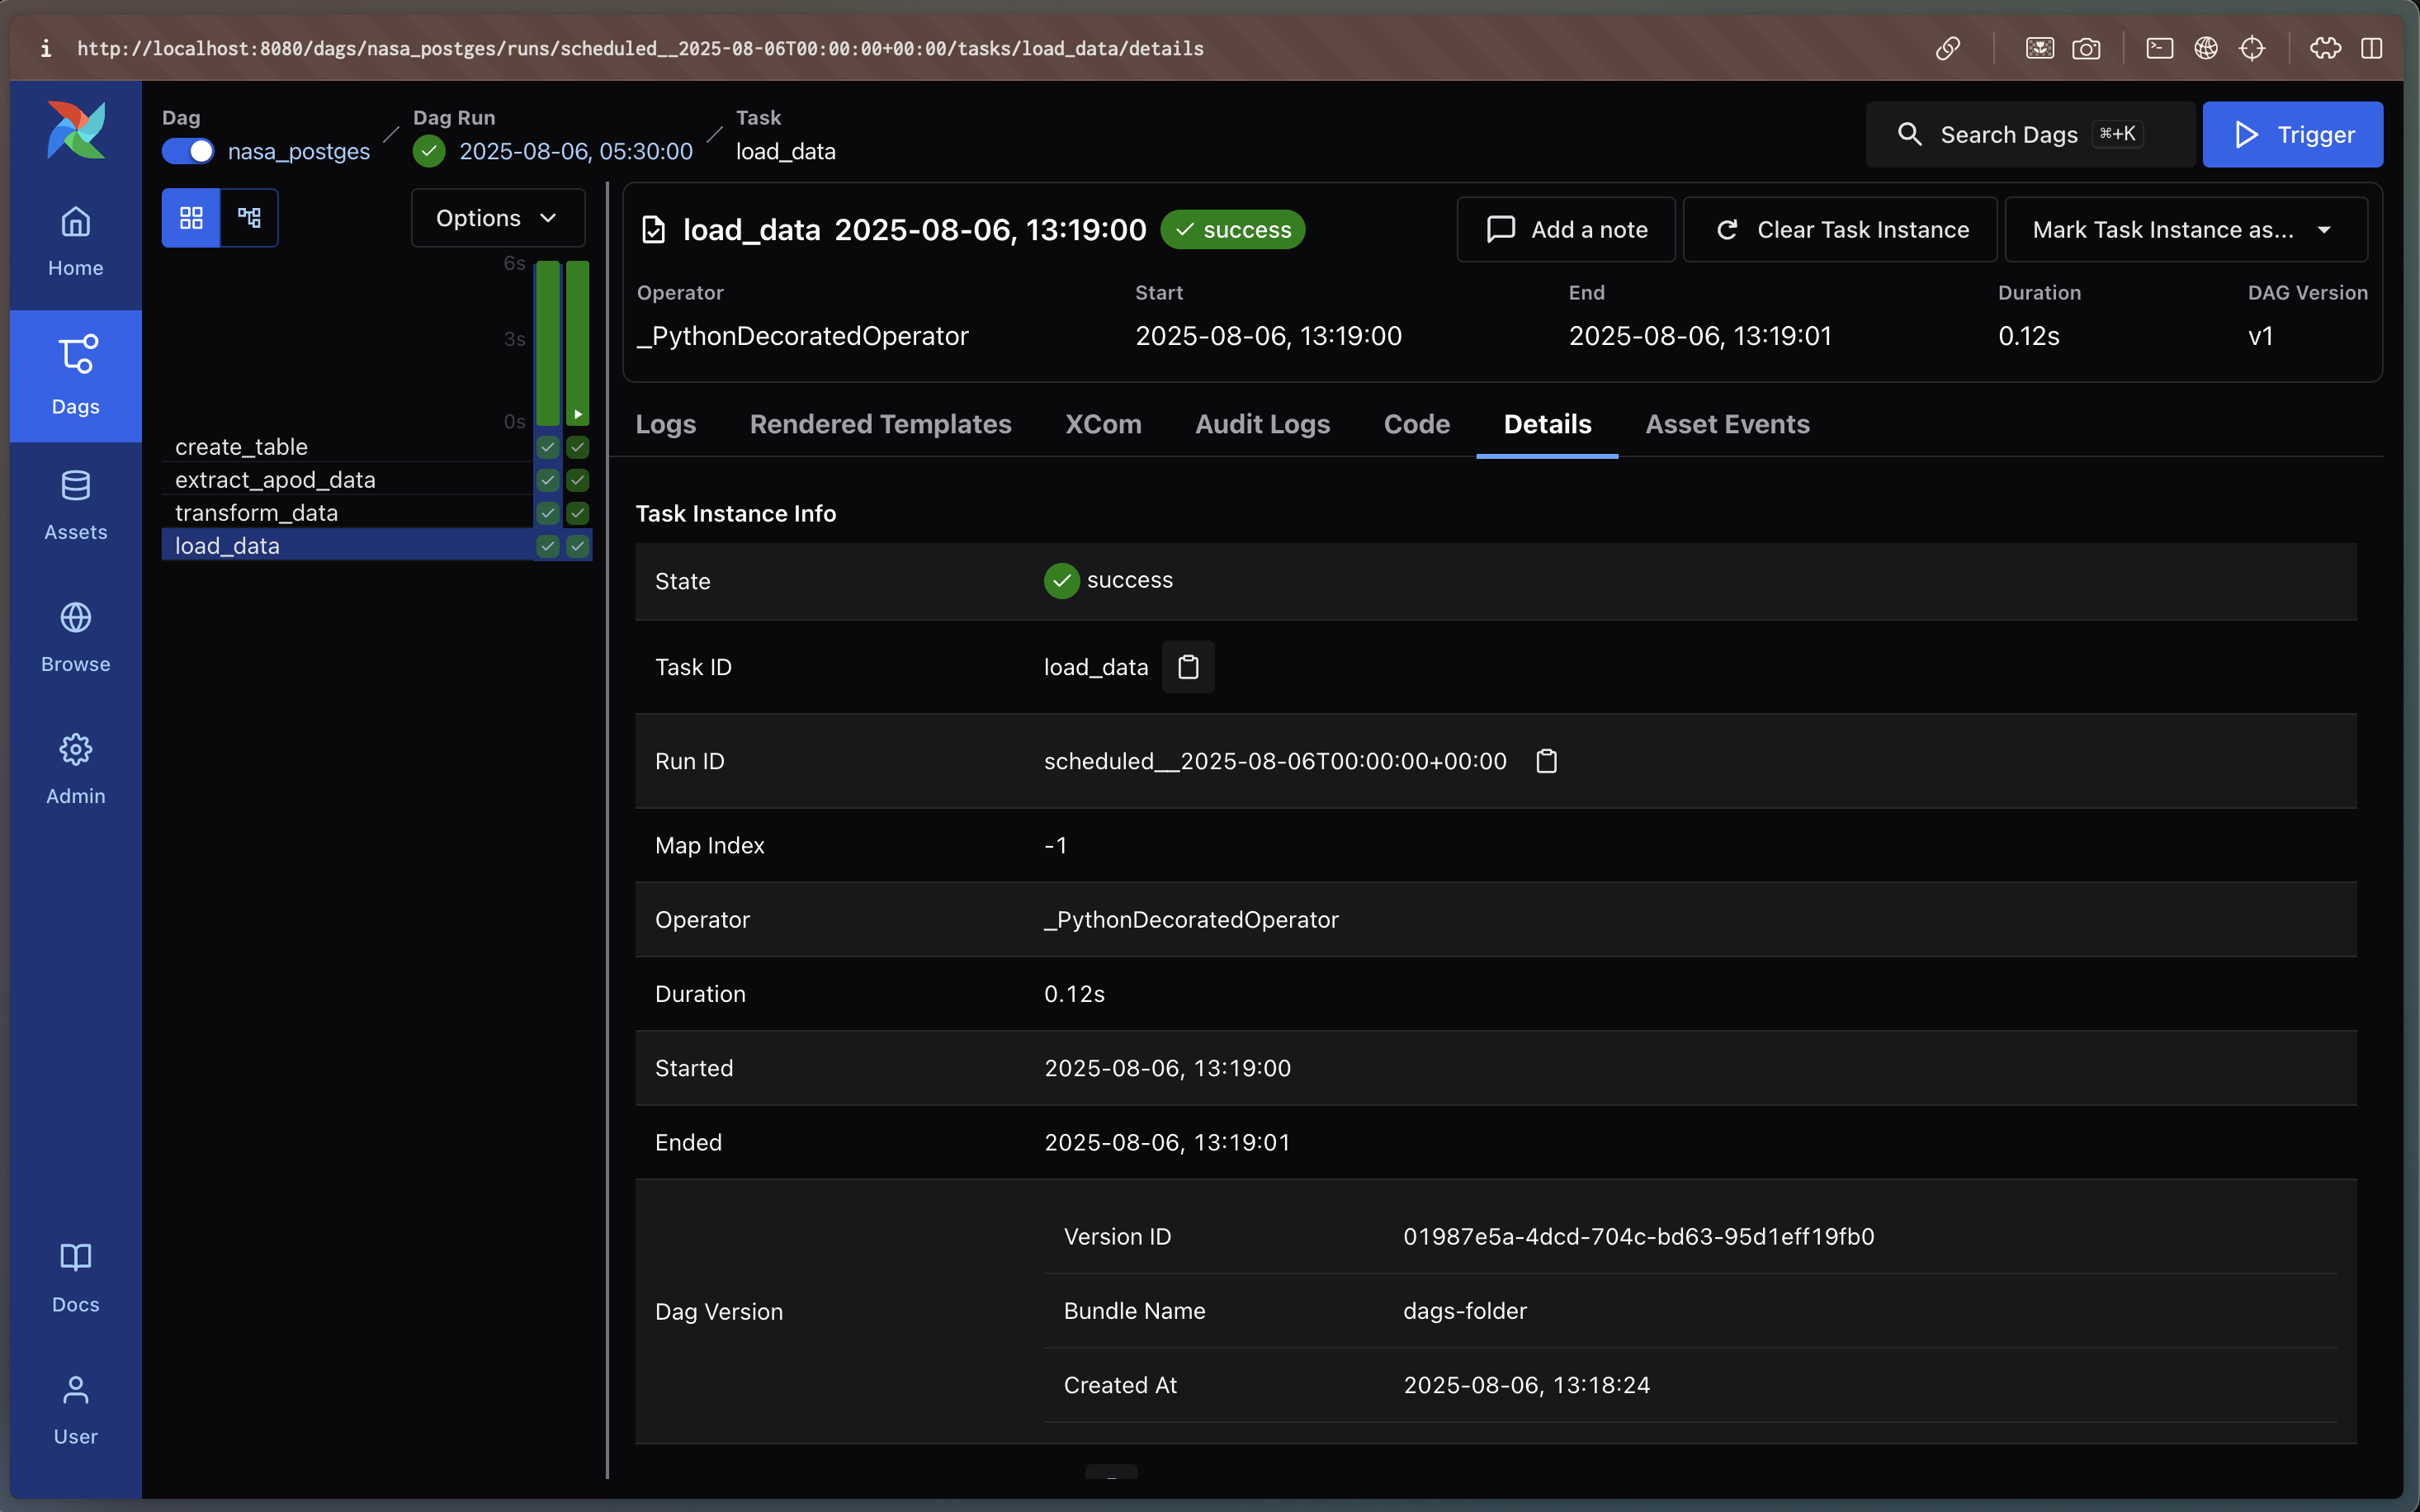 i http://localhost:8080/dags/nasa_postges/runs/scheduled__2025-08-06T00:00:00+00:00/tasks/load_data/details
Home
Dags
Assets
Browse
Admin
Docs
User
Dag
nasa_postges
Dag Run
2025-08-06, 05:30:00
Task
load_data
Search Dags ⌘+K
Trigger
Options
6s
3s
0s
create_table
extract_apod_data
transform_data
load_data
load_data 2025-08-06, 13:19:00 success
Add a note
Clear Task Instance
Mark Task Instance as...
Operator Start End Duration DAG Version
_PythonDecoratedOperator 2025-08-06, 13:19:00 2025-08-06, 13:19:01 0.12s v1
Logs Rendered Templates XCom Audit Logs Code Details Asset Events
Task Instance Info
State success
Task ID load_data
Run ID scheduled__2025-08-06T00:00:00+00:00
Map Index -1
Operator _PythonDecoratedOperator
Duration 0.12s
Started 2025-08-06, 13:19:00
Ended 2025-08-06, 13:19:01
Dag Version
Version ID 01987e5a-4dcd-704c-bd63-95d1eff19fb0
Bundle Name dags-folder
Created At 2025-08-06, 13:18:24